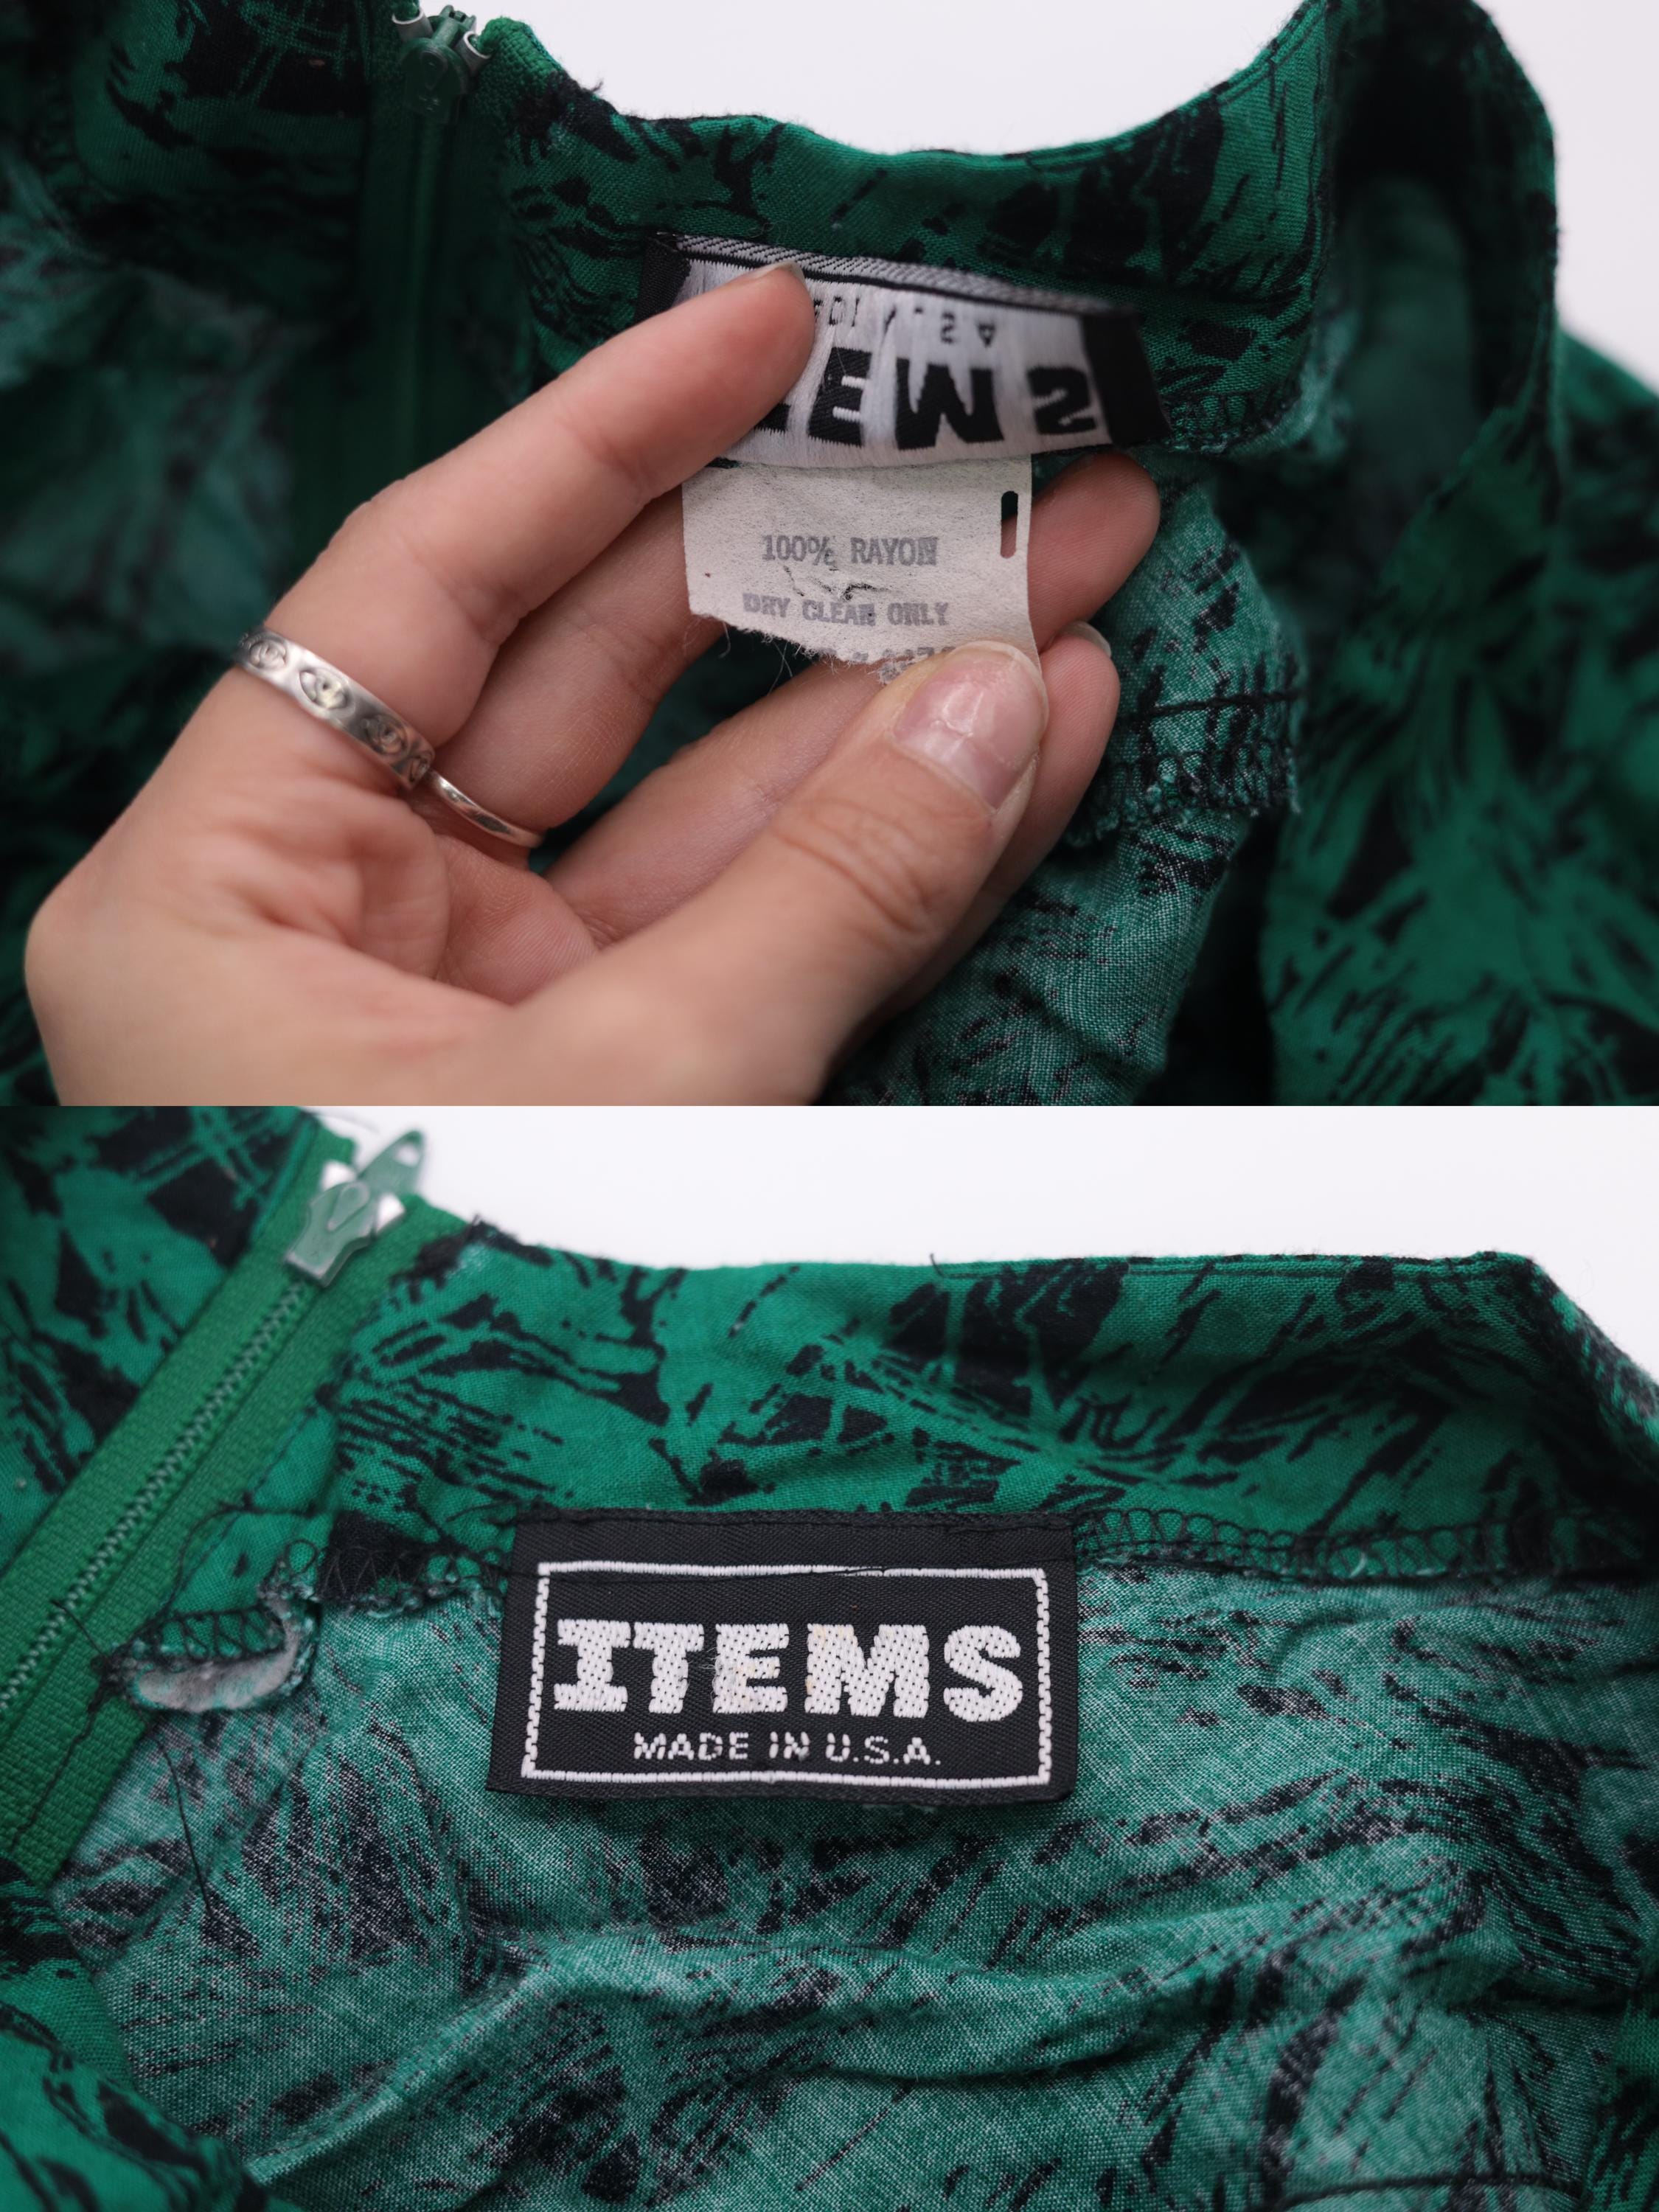 100% RAYON
DRY CLEAN ONLY
ITEMS
MADE IN U.S.A.